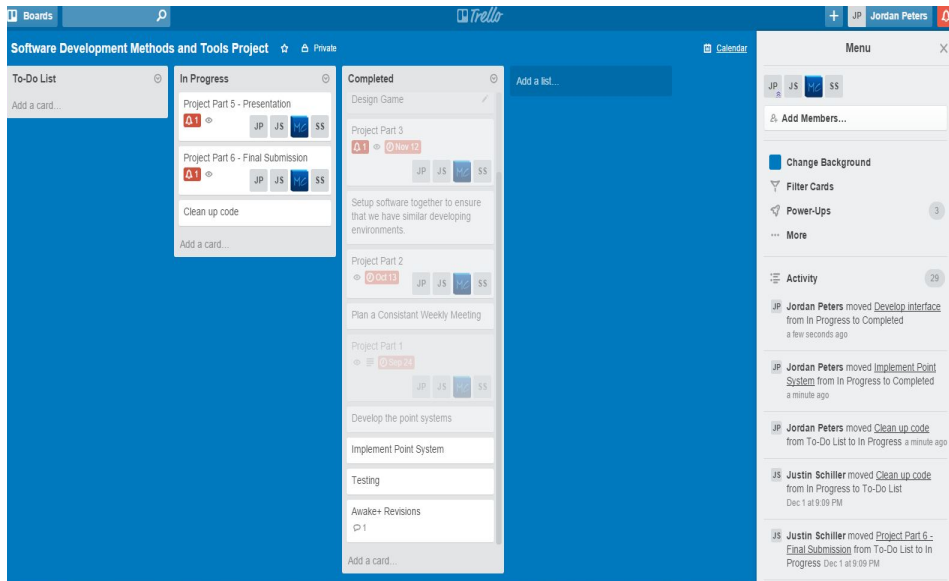 Boards
Trello
JP Jordan Peters
Software Development Methods and Tools Project Private
Calendar
To-Do List
Add a card...
In Progress
Project Part 5 - Presentation
1
JP JS MC SS
Project Part 6 - Final Submission
1
JP JS MC SS
Clean up code
Add a card...
Completed
Design Game
Project Part 3
1 Nov 12
JP JS MC SS
Setup software together to ensure
that we have similar developing
environments.
Project Part 2
Oct 13
JP JS MC SS
Plan a Consistant Weekly Meeting
Project Part 1
Sep 24
JP JS MC SS
Develop the point systems
Implement Point System
Testing
Awake+ Revisions
1
Add a card...
Add a list...
Menu
JP JS MC SS
Add Members...
Change Background
Filter Cards
Power-Ups 3
More
Activity 29
JP Jordan Peters moved Develop interface
from In Progress to Completed
a few seconds ago
JP Jordan Peters moved Implement Point
System from In Progress to Completed
a minute ago
JP Jordan Peters moved Clean up code
from To-Do List to In Progress a minute ago
JS Justin Schiller moved Clean up code
from In Progress to To-Do List
Dec 1 at 9:09 PM
JS Justin Schiller moved Project Part 6 -
Final Submission from To-Do List to In
Progress Dec 1 at 9:09 PM